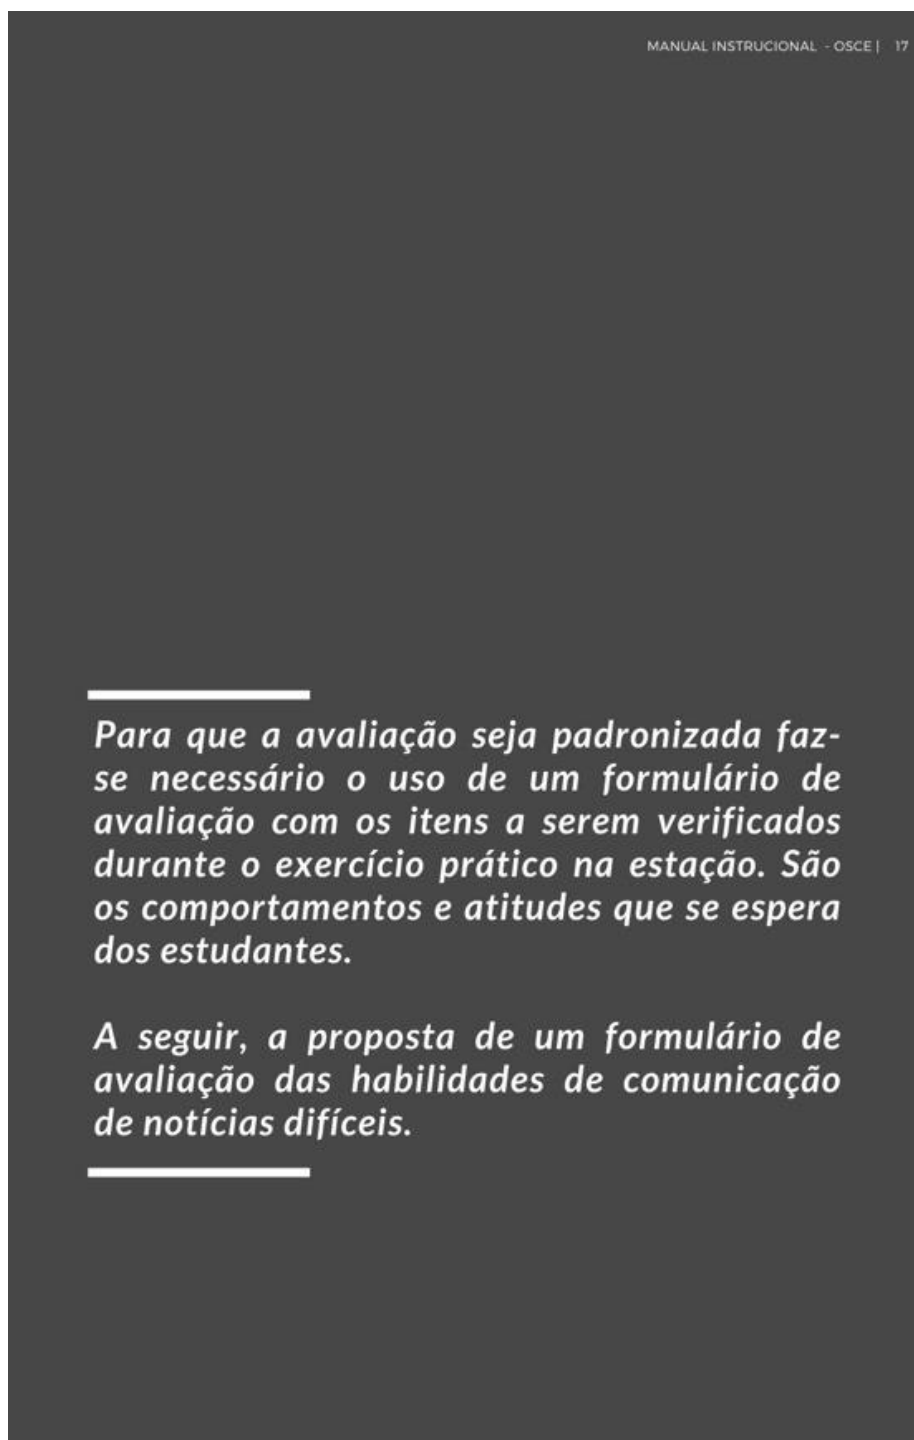 MANUAL INSTRUCIONAL - OSCE | 17
Para que a avaliação seja padronizada faz-
se necessário o uso de um formulário de
avaliação com os itens a serem verificados
durante o exercício prático na estação. São
os comportamentos e atitudes que se espera
dos estudantes.
A seguir, a proposta de um formulário de
avaliação das habilidades de comunicação
de notícias difíceis.